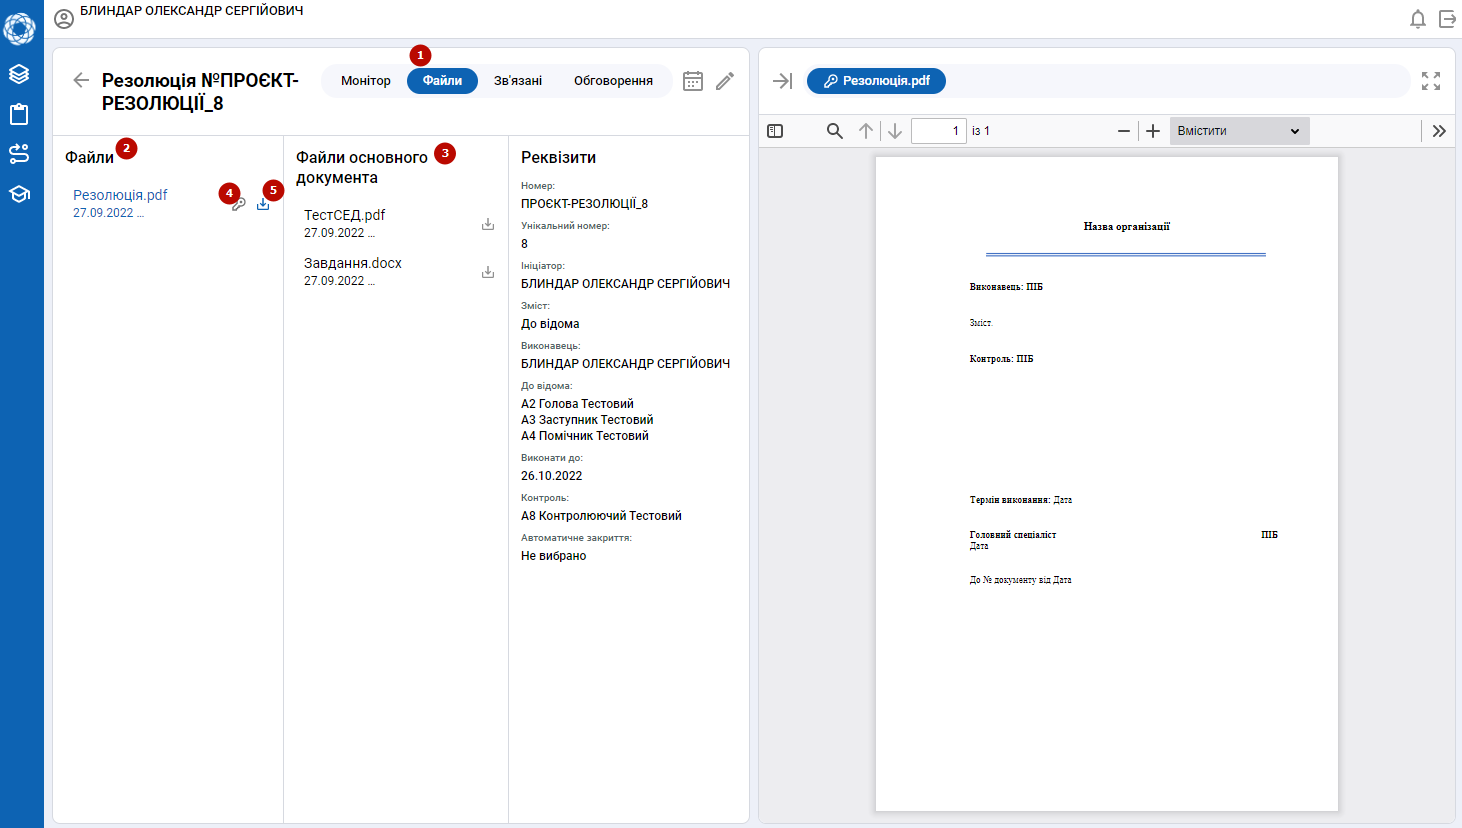 БЛИНДАР ОЛЕКСАНДР СЕРГІЙОВИЧ
1
Резолюція №ПРОЄКТ-
РЕЗОЛЮЦІЇ_8
Монітор
Файли
Зв'язані
Обговорення
Файли
2
Резолюція.pdf
27.09.2022 ...
4
5
Файли основного
документа
3
ТестСЕД.pdf
27.09.2022 ...
Завдання.docx
27.09.2022 ...
Реквізити
Номер:
ПРОЄКТ-РЕЗОЛЮЦІЇ_8
Унікальний номер:
8
Ініціатор:
БЛИНДАР ОЛЕКСАНДР СЕРГІЙОВИЧ
Зміст:
До відома
Виконавець:
БЛИНДАР ОЛЕКСАНДР СЕРГІЙОВИЧ
До відома:
А2 Голова Тестовий
А3 Заступник Тестовий
А4 Помічник Тестовий
Виконати до:
26.10.2022
Контроль:
А8 Контролюючий Тестовий
Автоматичне закриття:
Не вибрано
Резолюція.pdf
1 із 1
Вмістити
Назва організації
Виконавець: ПІБ
Зміст.
Контроль: ПІБ
Термін виконання: Дата
Головний спеціаліст ПІБ
Дата
До № документу від Дата